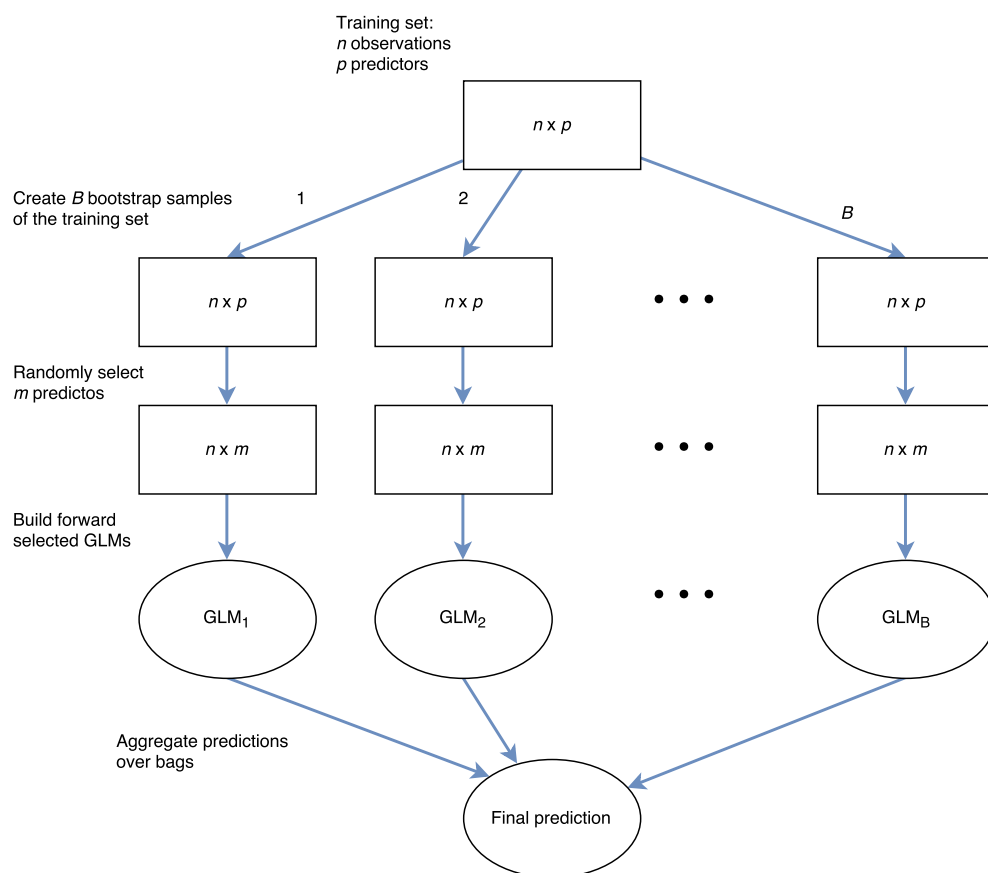 Training set:
n observations
p predictors
n x p
Create B bootstrap samples
of the training set
1
2
B
n x p
n x p
n x p
Randomly select
m predictos
n x m
n x m
n x m
Build forward
selected GLMs
GLM1
GLM2
GLMB
Aggregate predictions
over bags
Final prediction